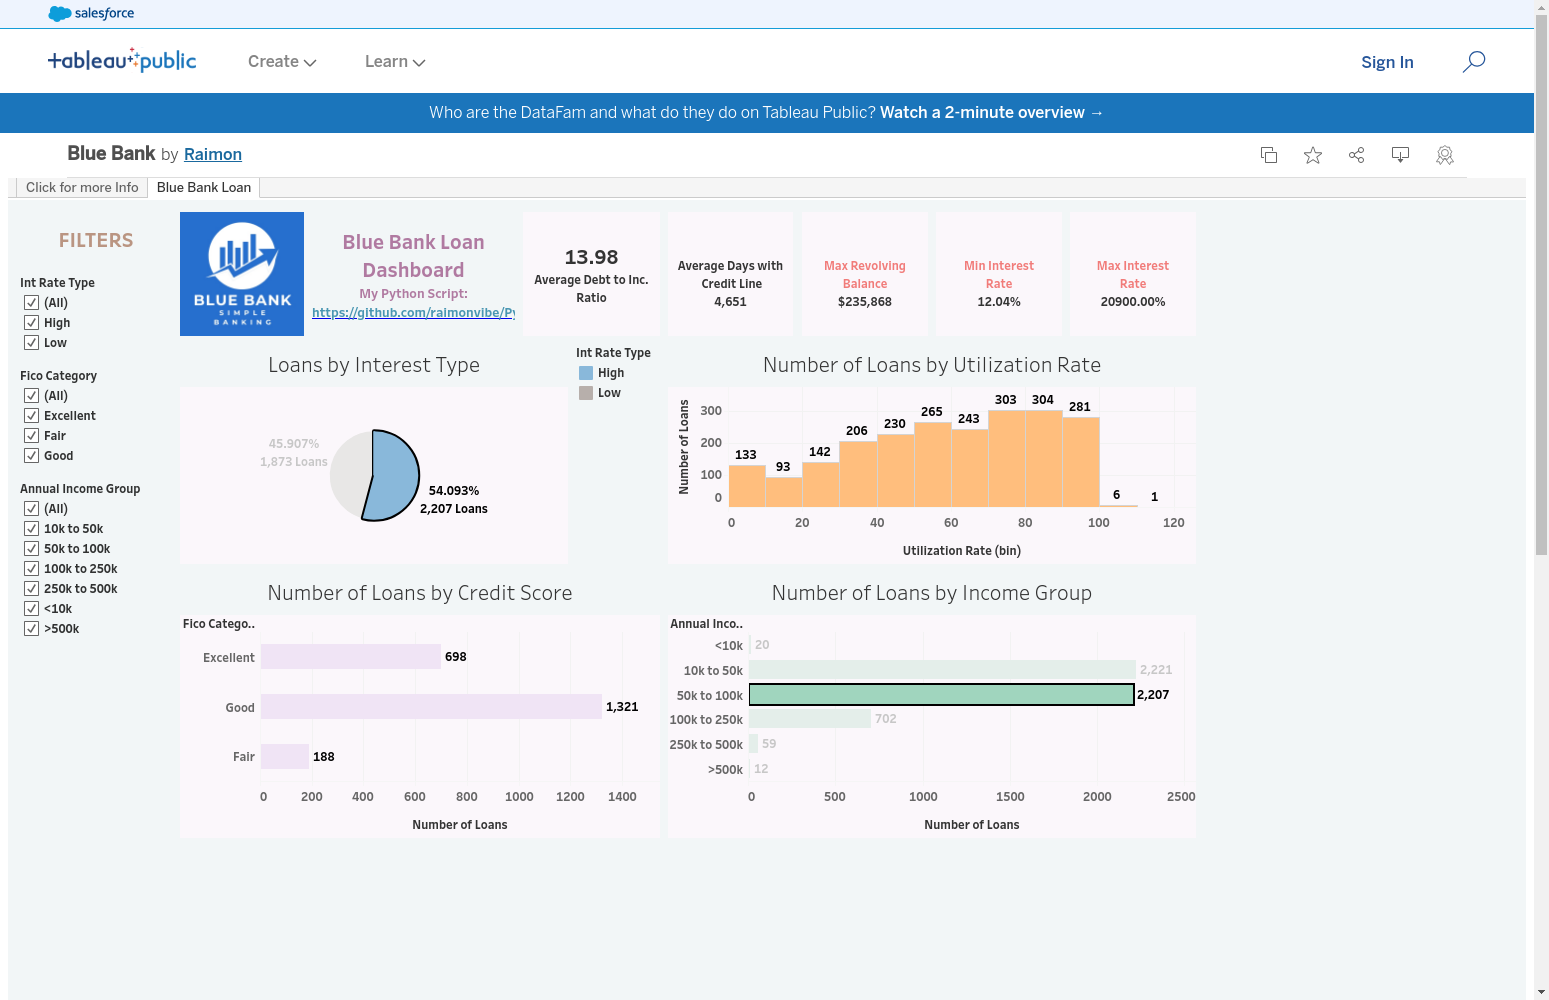 salesforce
tableau public
Create
Learn
Sign In
Who are the DataFam and what do they do on Tableau Public? Watch a 2-minute overview →
Blue Bank by Raimon
Click for more Info
Blue Bank Loan
FILTERS
Int Rate Type
(All)
High
Low
Fico Category
(All)
Excellent
Fair
Good
Annual Income Group
(All)
10k to 50k
50k to 100k
100k to 250k
250k to 500k
<10k
>500k
BLUE BANK
SIMPLE
BANKING
Blue Bank Loan
Dashboard
My Python Script:
https://github.com/raimonvibe/Py
13.98
Average Debt to Inc.
Ratio
Average Days with
Credit Line
4,651
Max Revolving
Balance
$235,868
Min Interest
Rate
12.04%
Max Interest
Rate
20900.00%
Loans by Interest Type
45.907%
1,873 Loans
54.093%
2,207 Loans
Int Rate Type
High
Low
Number of Loans by Utilization Rate
Number of Loans
300
200
100
0
133
93
142
206
230
265
243
303
304
281
6
1
0
20
40
60
80
100
120
Utilization Rate (bin)
Number of Loans by Credit Score
Fico Catego..
Excellent
698
Good
1,321
Fair
188
0
200
400
600
800
1000
1200
1400
Number of Loans
Number of Loans by Income Group
Annual Inco..
<10k
20
10k to 50k
2,221
50k to 100k
2,207
100k to 250k
702
250k to 500k
59
>500k
12
0
500
1000
1500
2000
2500
Number of Loans